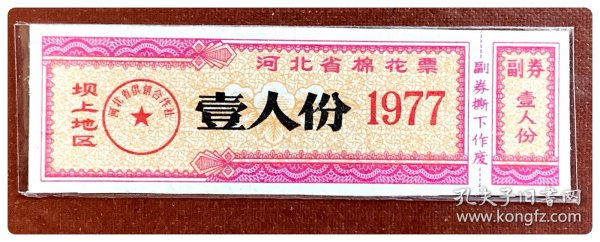 河北省棉花票
坝上地区
河北省供销合作社
壹人份 1977
副券撕下作废
副券
壹人份
孔夫子旧书网
www.kongfz.com